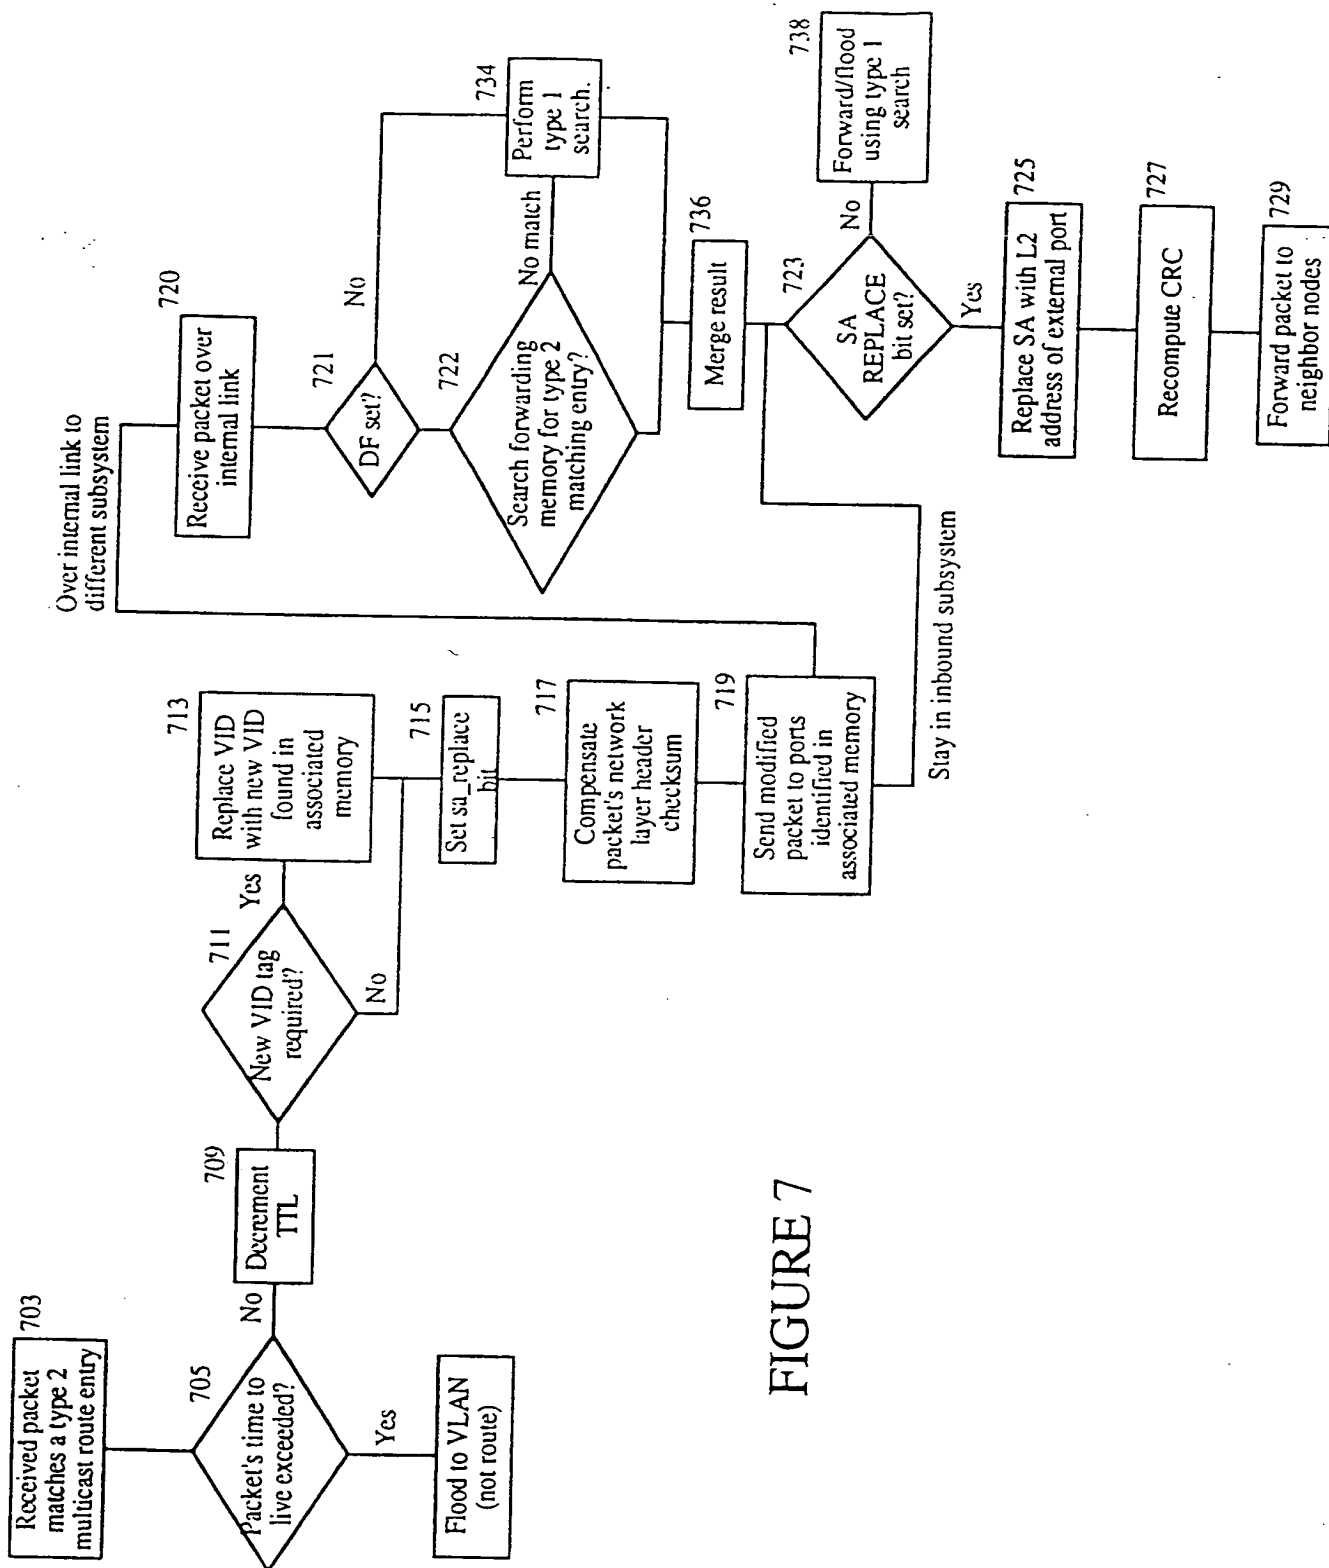 703
Received packet
matches a type 2
multicast route entry
705
Packet's time to
live exceeded?
Yes
Flood to VLAN
(not route)
No
709
Decrement
TTL
711
New VID tag
required?
Yes
No
713
Replace VID
with new VID
found in
associated
memory
715
Set sa_replace
bit
717
Compensate
packet's network
layer header
checksum
719
Send modified
packet to ports
identified in
associated memory
Over internal link to
different subsystem
Stay in inbound subsystem
720
Receive packet over
internal link
721
DF set?
No
722
Search forwarding
memory for type 2
matching entry?
No match
734
Perform
type 1
search.
736
Merge result
723
SA
REPLACE
bit set?
No
738
Forward/flood
using type 1
search
Yes
725
Replace SA with L2
address of external port
727
Recompute CRC
729
Forward packet to
neighbor nodes
FIGURE 7